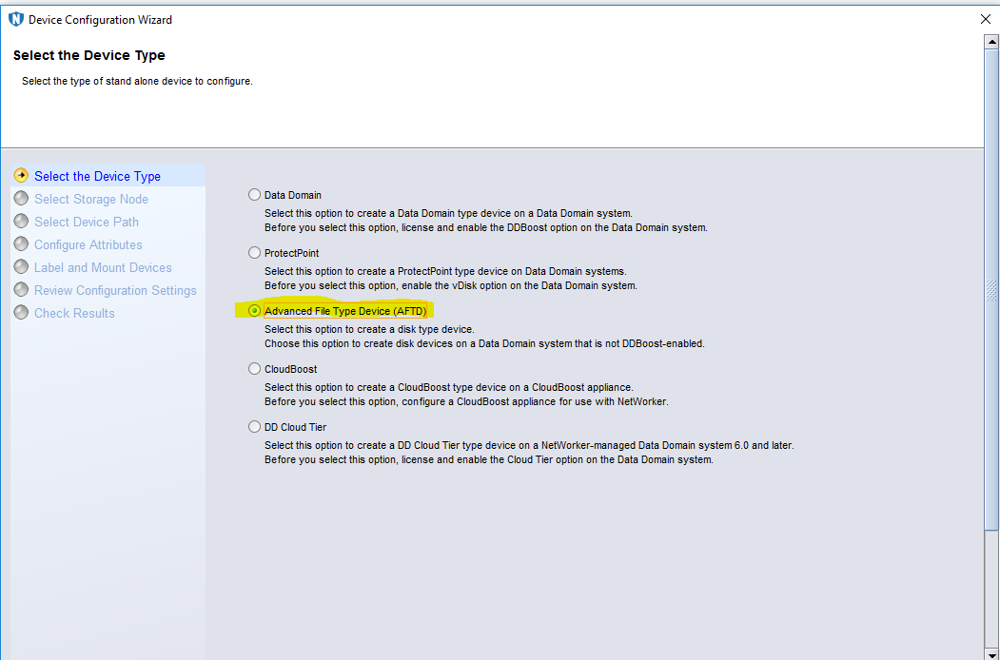 Device Configuration Wizard
Select the Device Type
Select the type of stand alone device to configure.
Select the Device Type
Select Storage Node
Select Device Path
Configure Attributes
Label and Mount Devices
Review Configuration Settings
Check Results
Data Domain
Select this option to create a Data Domain type device on a Data Domain system.
Before you select this option, license and enable the DDBoost option on the Data Domain system.
ProtectPoint
Select this option to create a ProtectPoint type device on Data Domain systems.
Before you select this option, enable the vDisk option on the Data Domain system.
Advanced File Type Device (AFTD)
Select this option to create a disk type device.
Choose this option to create disk devices on a Data Domain system that is not DDBoost-enabled.
CloudBoost
Select this option to create a CloudBoost type device on a CloudBoost appliance.
Before you select this option, configure a CloudBoost appliance for use with NetWorker.
DD Cloud Tier
Select this option to create a DD Cloud Tier type device on a NetWorker-managed Data Domain system 6.0 and later.
Before you select this option, license and enable the Cloud Tier option on the Data Domain system.